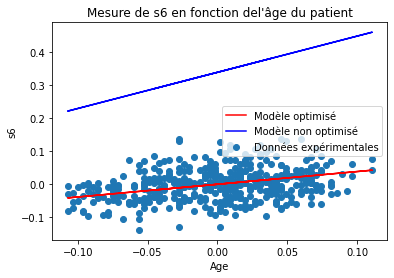 Mesure de s6 en fonction del'âge du patient
s6
0.4
0.3
0.2
0.1
0.0
−0.1
Modèle optimisé
Modèle non optimisé
Données expérimentales
−0.10
−0.05
0.00
0.05
0.10
Age